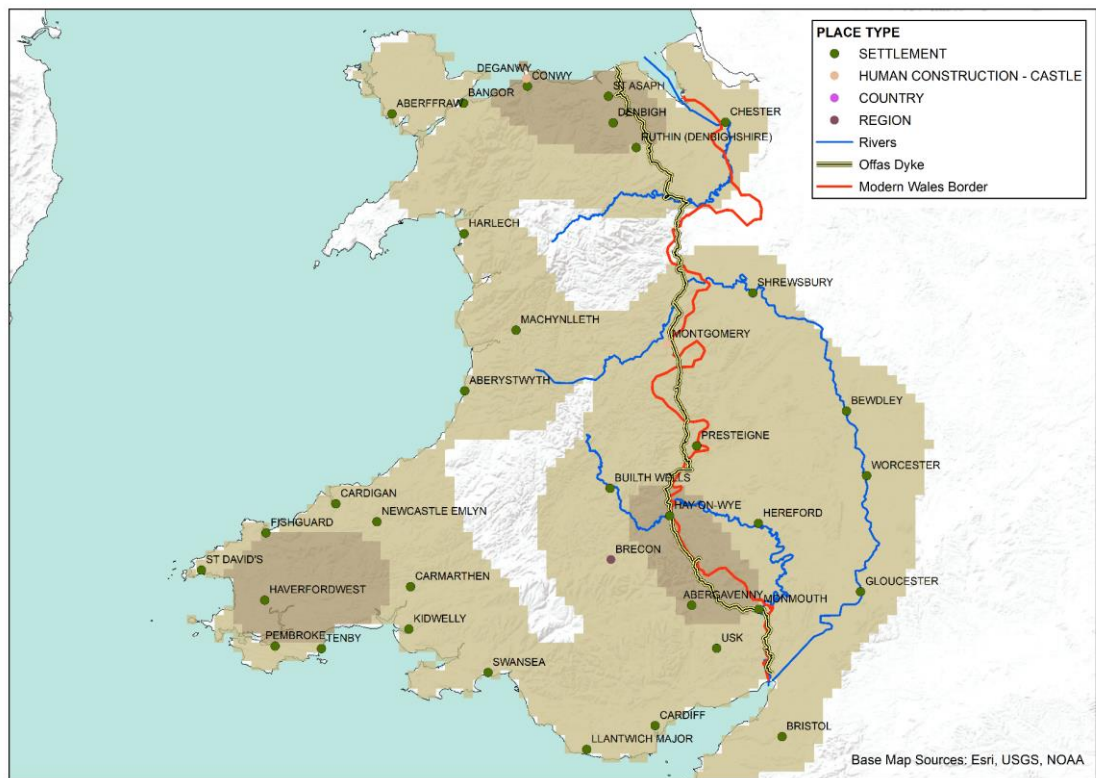 PLACE TYPE
SETTLEMENT
HUMAN CONSTRUCTION - CASTLE
COUNTRY
REGION
Rivers
Offas Dyke
Modern Wales Border
DEGANWY
CONWY
BANGOR
ABERFFRAW
ST ASAPH
DENBIGH
CHESTER
RUTHIN (DENBIGHSHIRE)
HARLECH
SHREWSBURY
MACHYNLLETH
MONTGOMERY
ABERYSTWYTH
BEWDLEY
PRESTEIGNE
WORCESTER
BUILTH WELLS
CARDIGAN
HAY-ON-WYE
NEWCASTLE EMLYN
HEREFORD
FISHGUARD
BRECON
ST DAVID'S
CARMARTHEN
GLOUCESTER
HAVERFORDWEST
ABERGAVENNY
MONMOUTH
KIDWELLY
PEMBROKE
TENBY
USK
SWANSEA
CARDIFF
BRISTOL
LLANTWICH MAJOR
Base Map Sources: Esri, USGS, NOAA